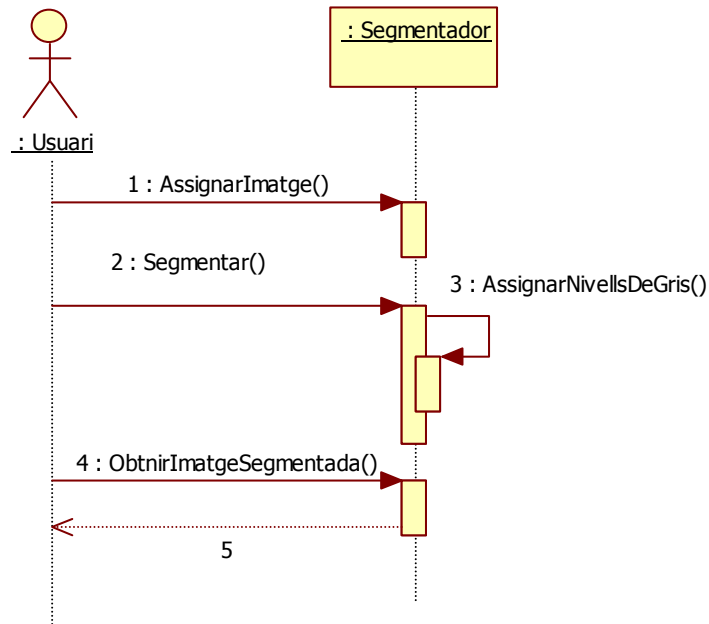 : Segmentador
: Usuari
1 : AssignarImatge()
2 : Segmentar()
3 : AssignarNivellsDeGris()
4 : ObtnirImatgeSegmentada()
5